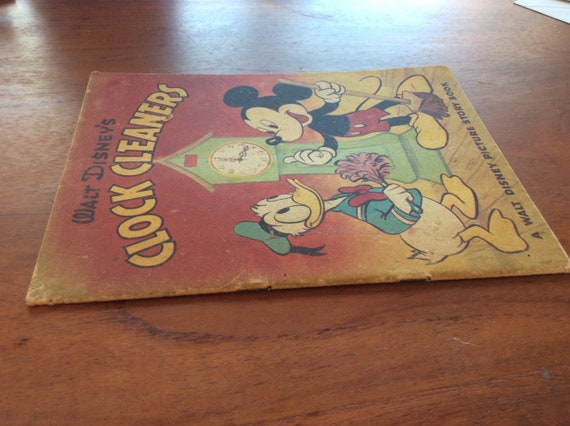 WALT DISNEY'S
CLOCK CLEANERS
A WALT DISNEY PICTURE STORY BOOK